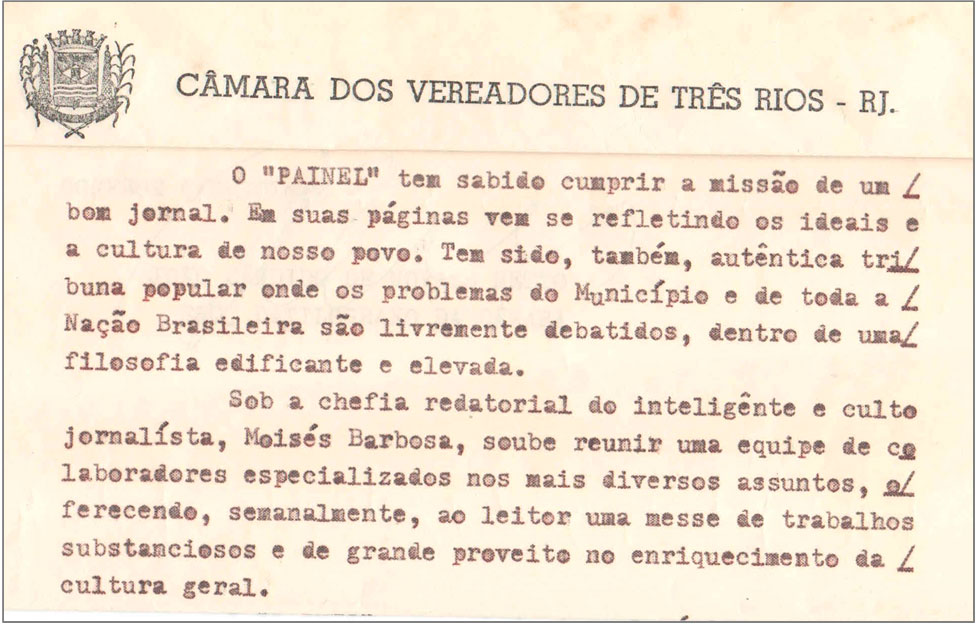 CÂMARA DOS VEREADORES DE TRÊS RIOS - RJ.
O "PAINEL" tem sabido cumprir a missão de um /
bom jornal. Em suas páginas vem se refletindo os ideais e
a cultura de nosso povo. Tem sido, também, autêntica tri/
buna popular onde os problemas do Município e de toda a /
Nação Brasileira são livremente debatidos, dentro de uma/
filosofia edificante e elevada.
Sob a chefia redatorial do inteligênte e culto
jornalísta, Moisés Barbosa, soube reunir uma equipe de co
laboradores especializados nos mais diversos assuntos, o/
ferecendo, semanalmente, ao leitor uma messe de trabalhos
substanciosos e de grande proveito no enriquecimento da /
cultura geral.